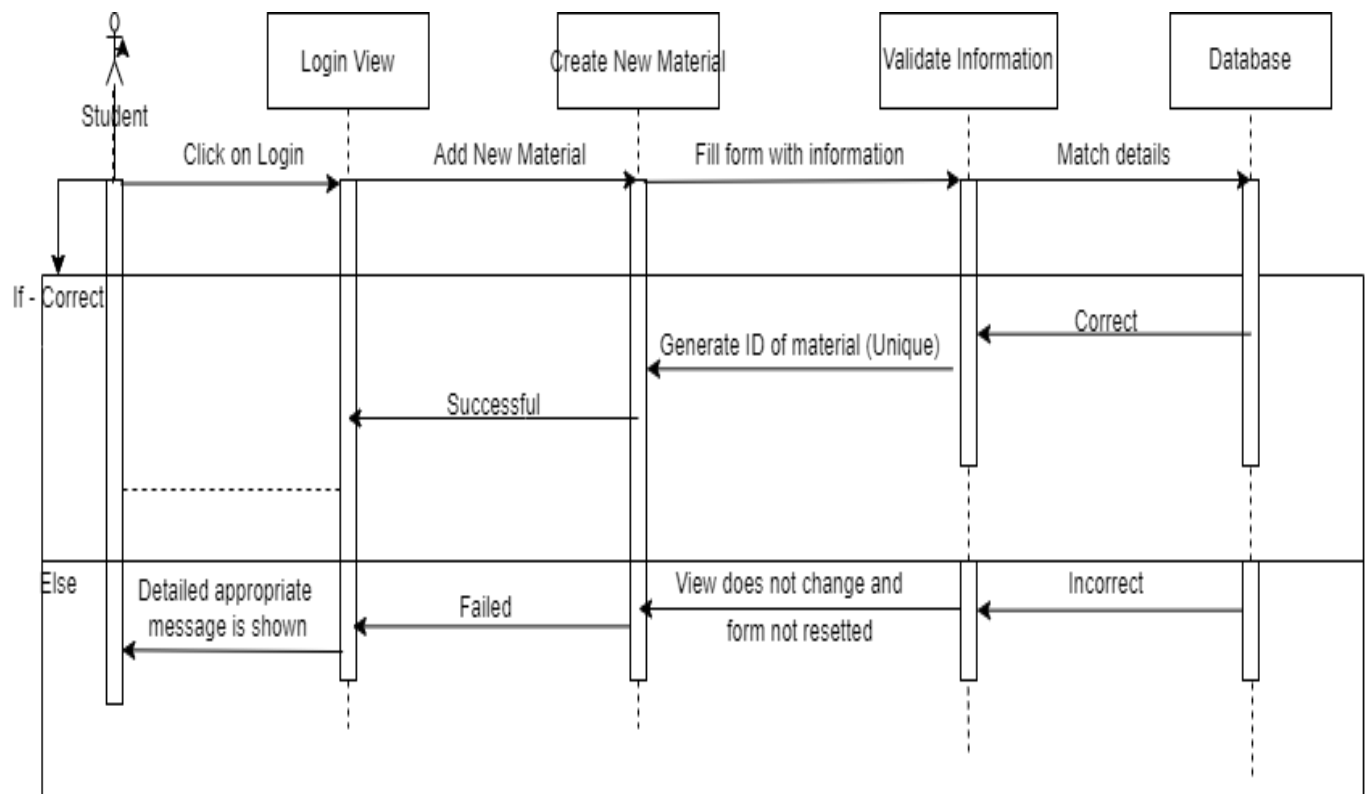 Login View
Create New Material
Validate Information
Database
Student
Click on Login
Add New Material
Fill form with information
Match details
If - Correct
Correct
Generate ID of material (Unique)
Successful
Else
Detailed appropriate
message is shown
Failed
View does not change and
form not resetted
Incorrect